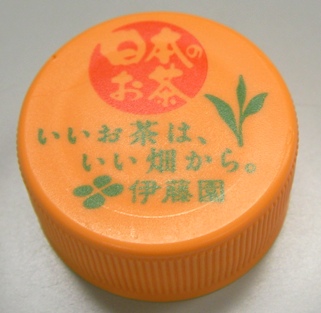 日本の
お茶
いいお茶は、
いい畑から。
伊藤園